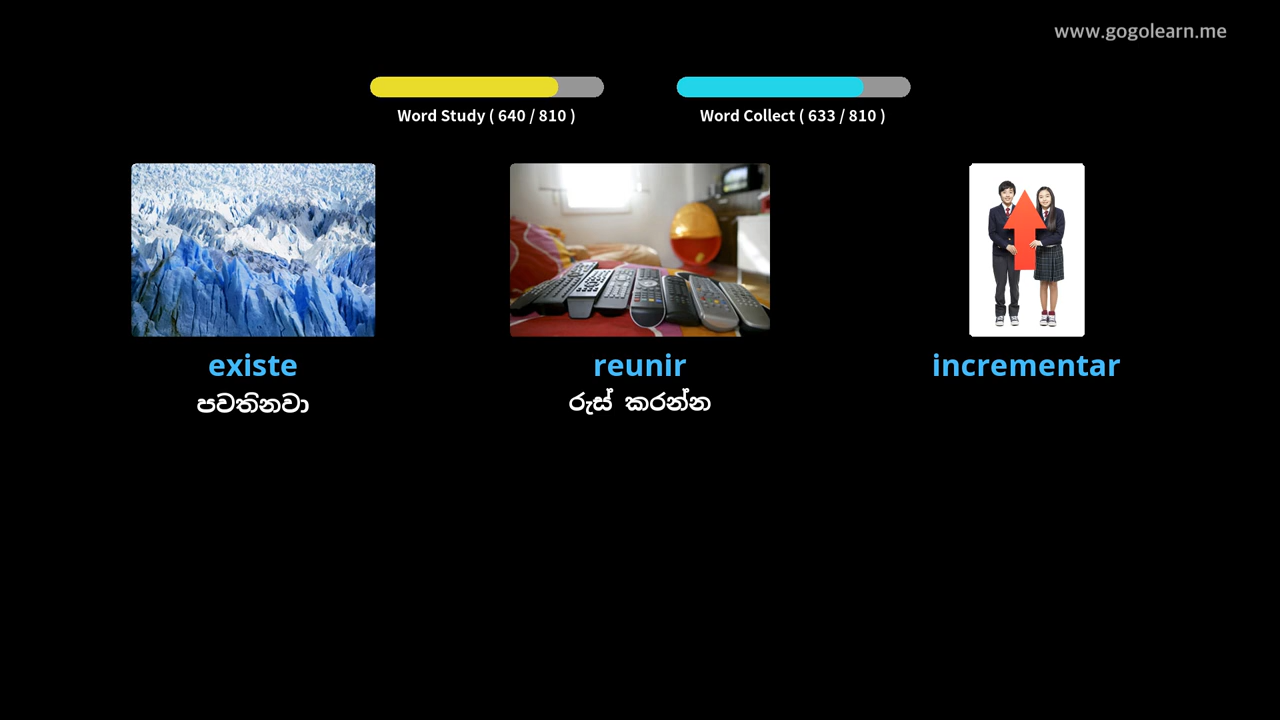 www.gogolearn.me
Word Study ( 640 / 810 )
Word Collect ( 633 / 810 )
existe
reunir
incrementar
පවතිනවා
රුස් කරන්න